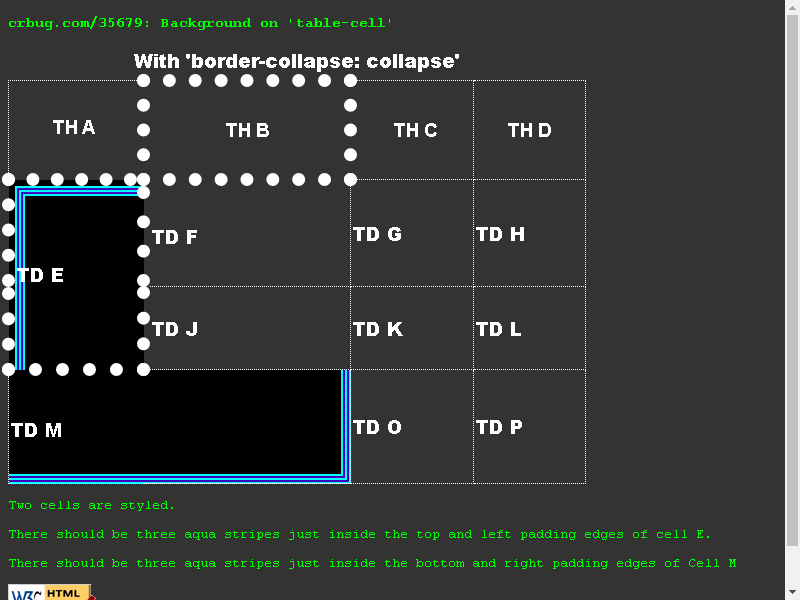 crbug.com/35679: Background on 'table-cell'
With 'border-collapse: collapse'
TH A TH B TH C TH D
TD F TD G TD H
TD E
TD J TD K TD L
TD M TD O TD P
Two cells are styled.
There should be three aqua stripes just inside the top and left padding edges of cell E.
There should be three aqua stripes just inside the bottom and right padding edges of Cell M
W3C HTML